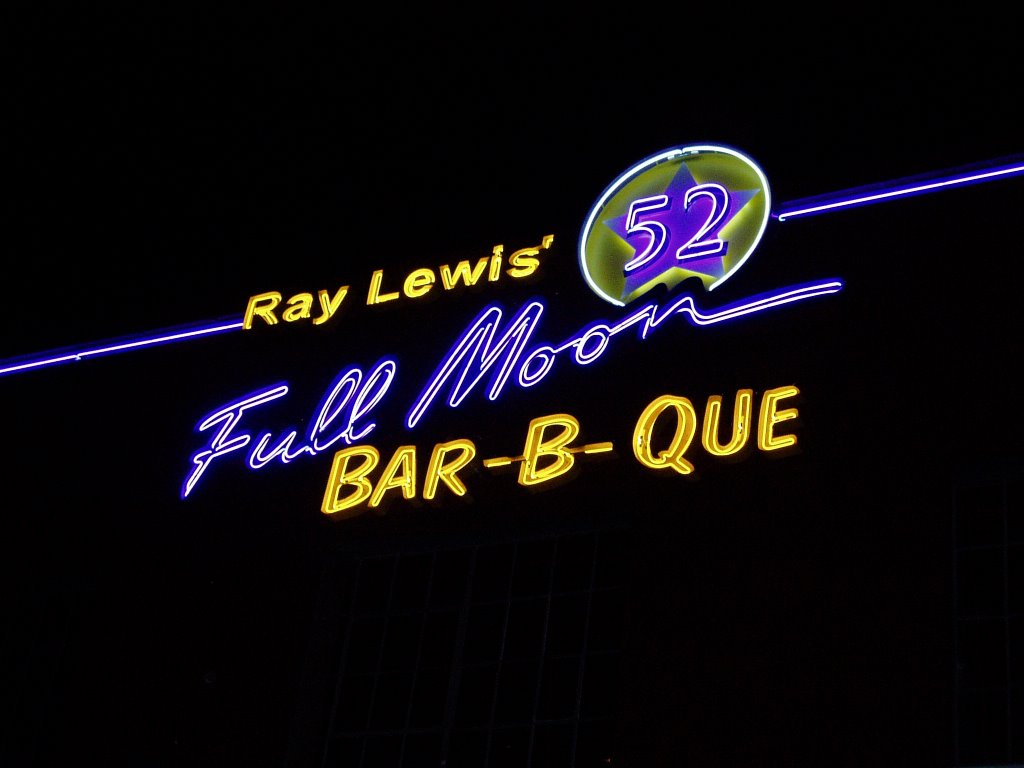 52
Ray Lewis'
Full Moon
BAR-B-QUE